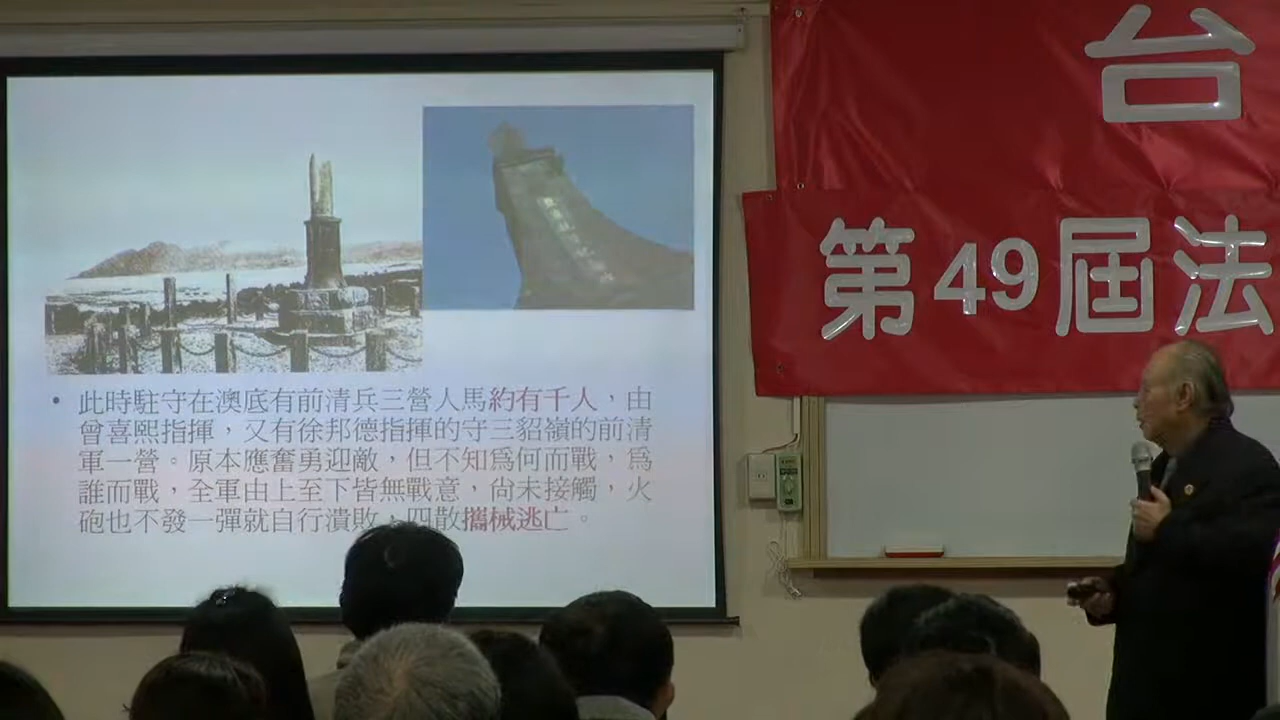 台
第49屆法
• 此時駐守在澳底有前清兵三營人馬約有千人，由
曾喜熙指揮，又有徐邦德指揮的守三貂嶺的前清
軍一營。原本應奮勇迎敵，但不知為何而戰，為
誰而戰，全軍由上至下皆無戰意，尚未接觸，火
砲也不發一彈就自行潰敗，四散攜械逃亡。